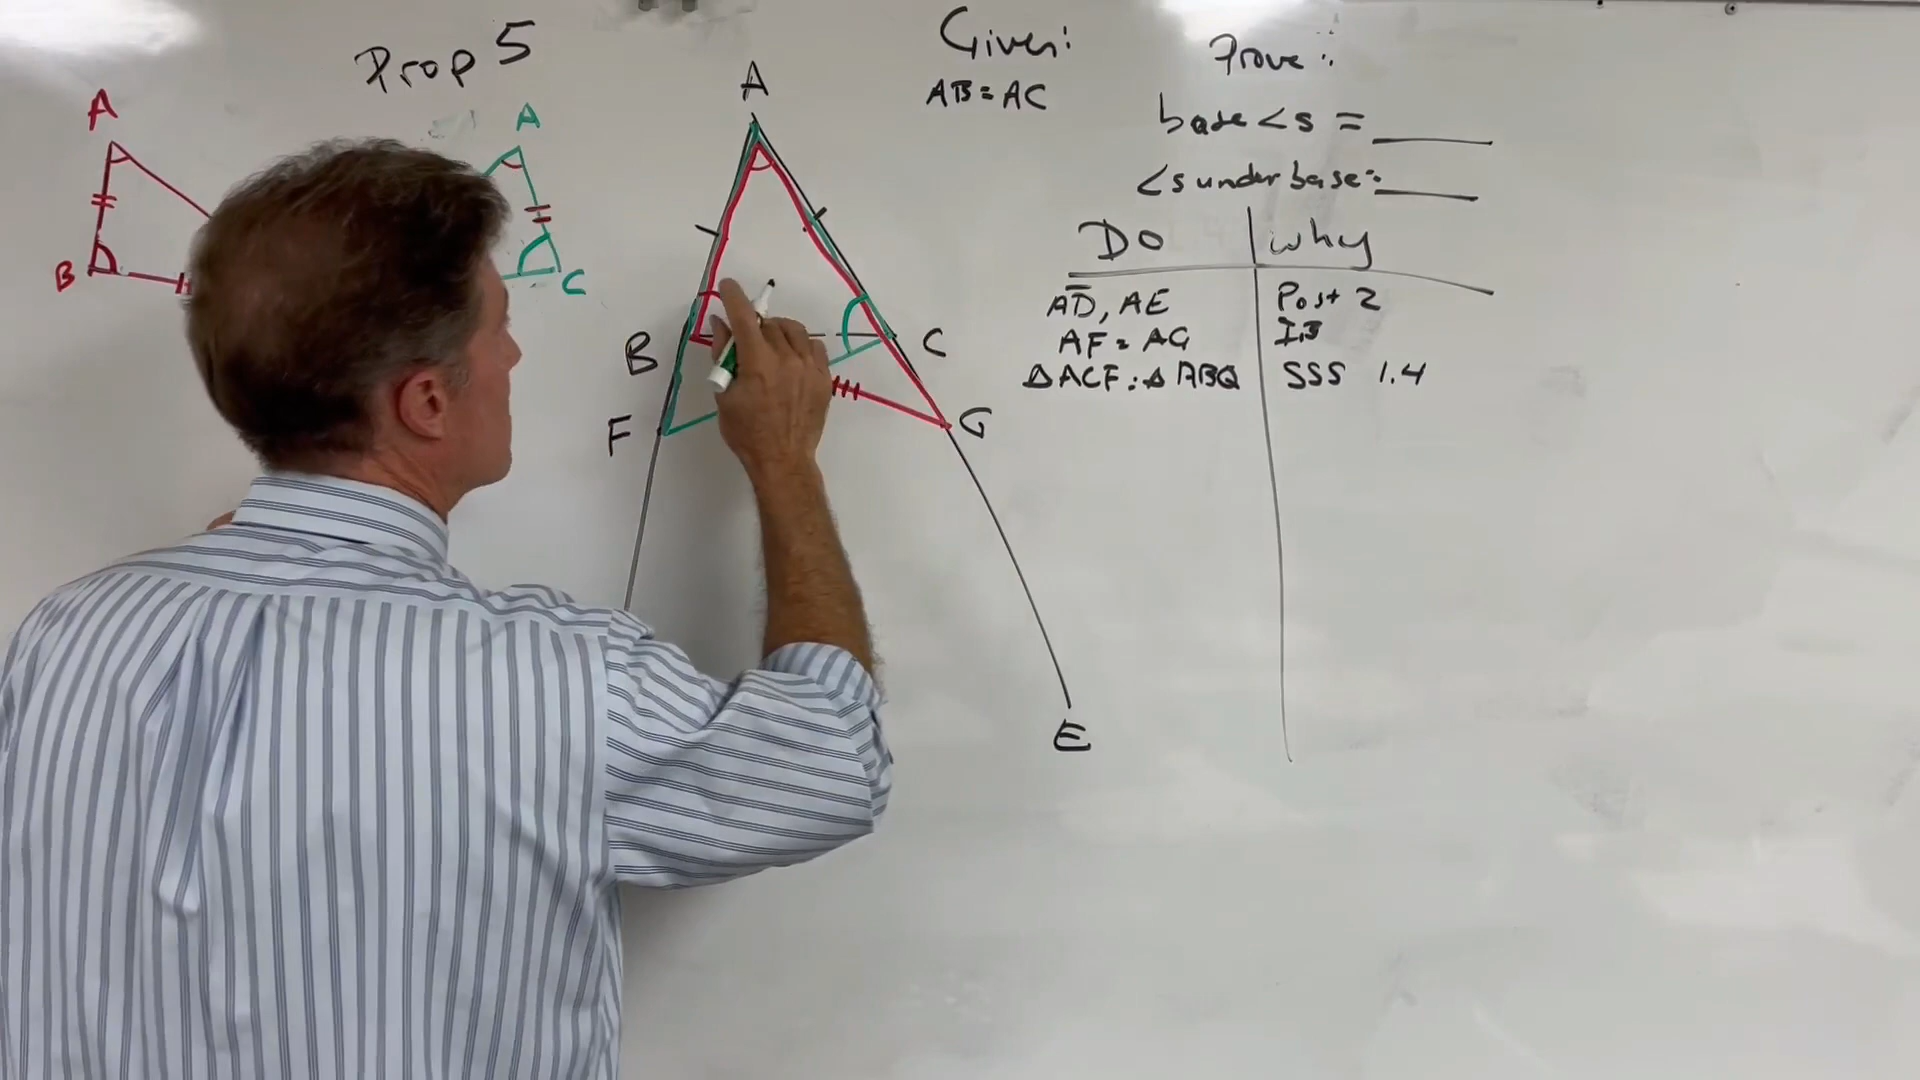 Prop 5
Given:
AB = AC
Prove:
base <s = ____
<s under base = ____
Do
why
AD, AE
Post 2
AF = AG
I.3
Δ ACF : Δ ABG
SSS 1.4
A
B
A
C
A
B
C
F
G
E